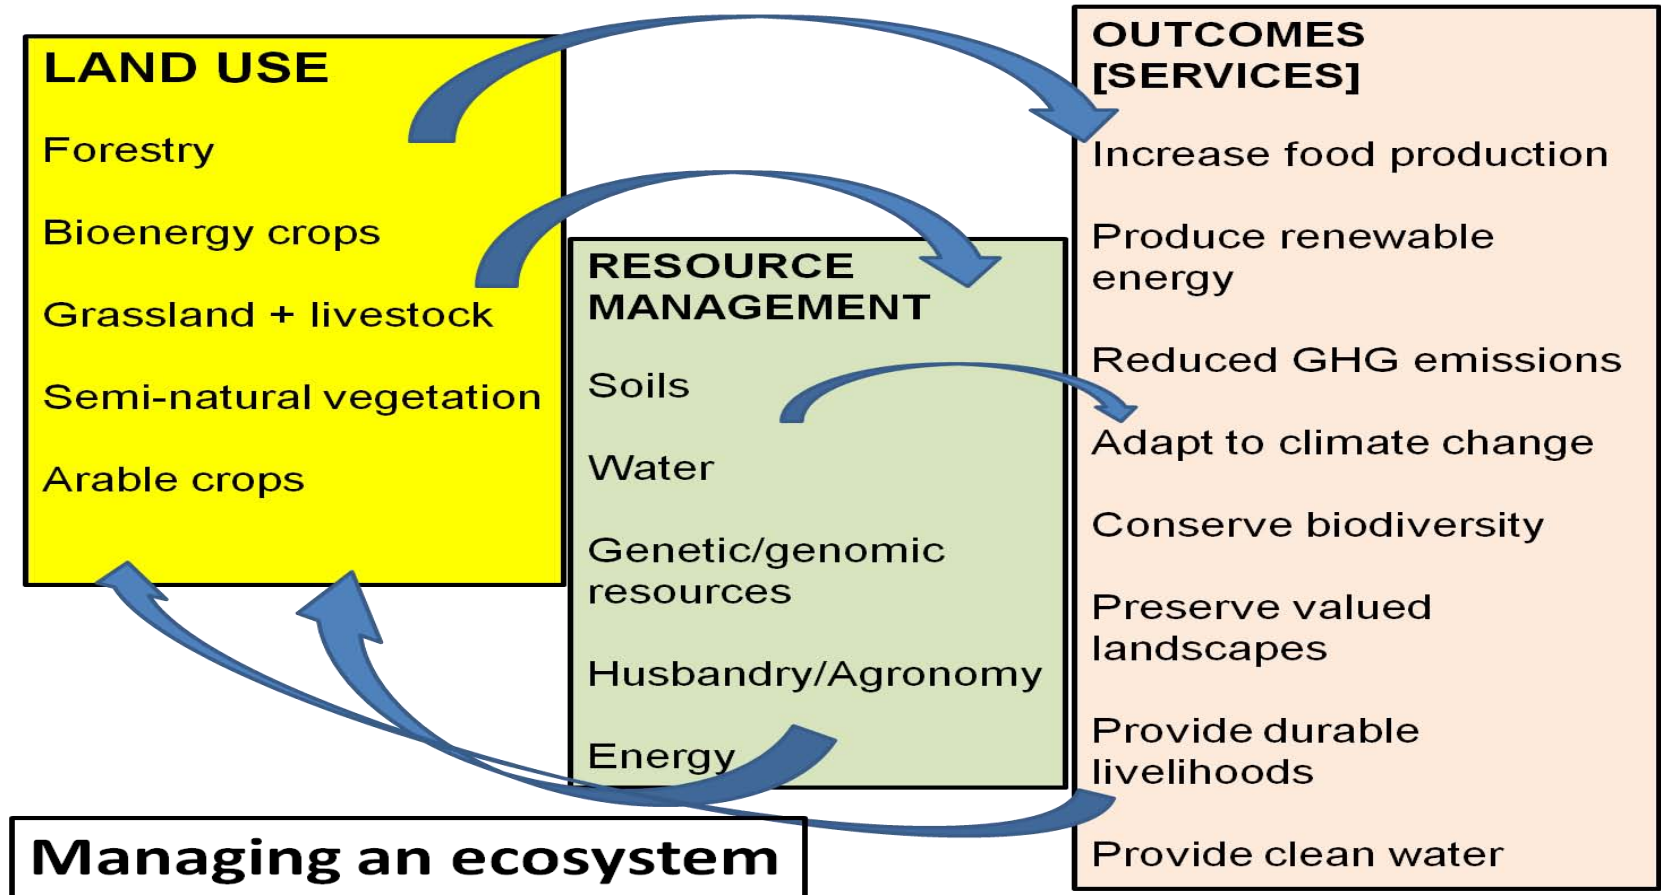 LAND USE
Forestry
Bioenergy crops
Grassland + livestock
Semi-natural vegetation
Arable crops
RESOURCE
MANAGEMENT
Soils
Water
Genetic/genomic
resources
Husbandry/Agronomy
Energy
OUTCOMES
[SERVICES]
Increase food production
Produce renewable
energy
Reduced GHG emissions
Adapt to climate change
Conserve biodiversity
Preserve valued
landscapes
Provide durable
livelihoods
Provide clean water
Managing an ecosystem